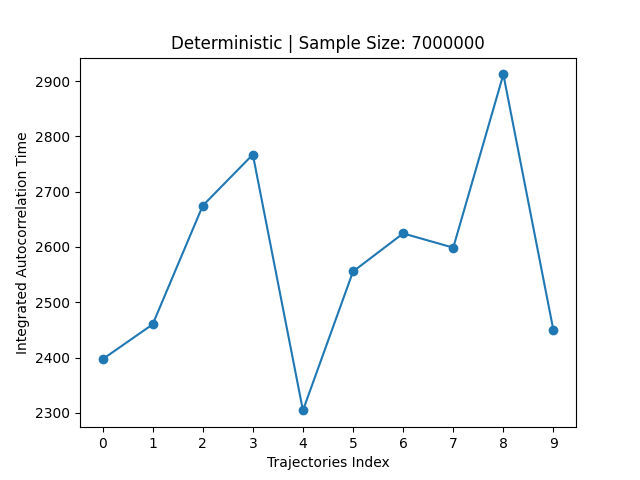 Deterministic | Sample Size: 7000000
Integrated Autocorrelation Time
2900
2800
2700
2600
2500
2400
2300
0 1 2 3 4 5 6 7 8 9
Trajectories Index